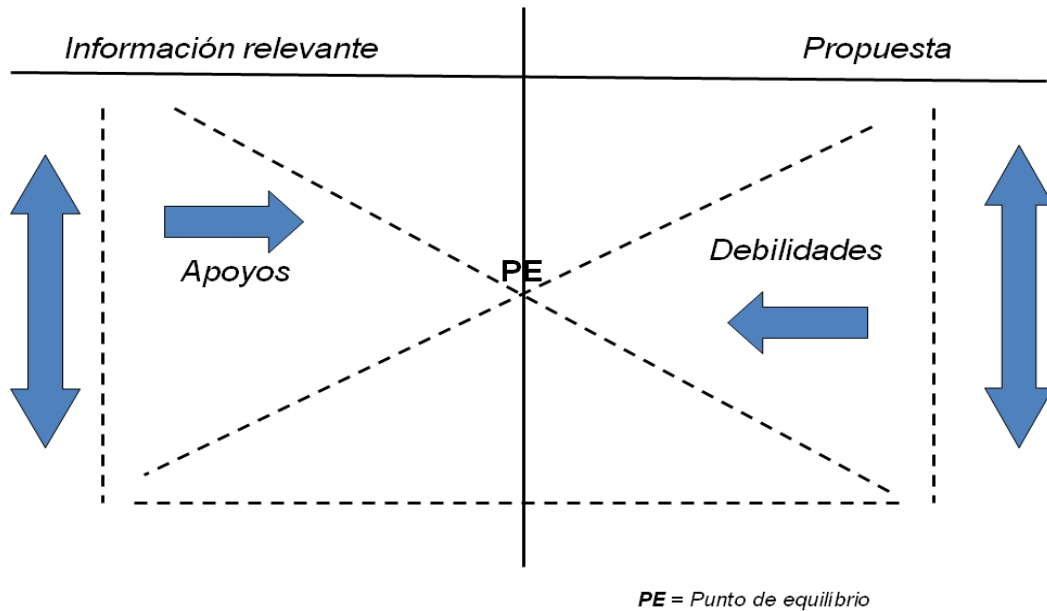 Información relevante
Propuesta
Apoyos
PE
Debilidades
PE = Punto de equilibrio